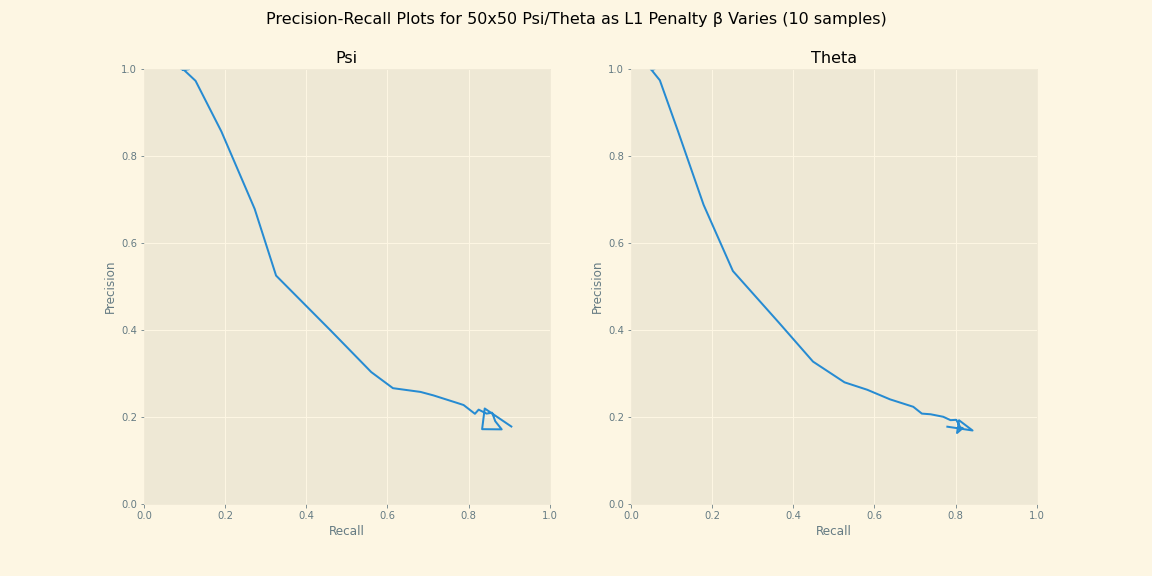 Precision-Recall Plots for 50x50 Psi/Theta as L1 Penalty β Varies (10 samples)
Psi
1.0
0.8
0.6
0.4
0.2
0.0
Precision
0.0 0.2 0.4 0.6 0.8 1.0
Recall
Theta
1.0
0.8
0.6
0.4
0.2
0.0
Precision
0.0 0.2 0.4 0.6 0.8 1.0
Recall